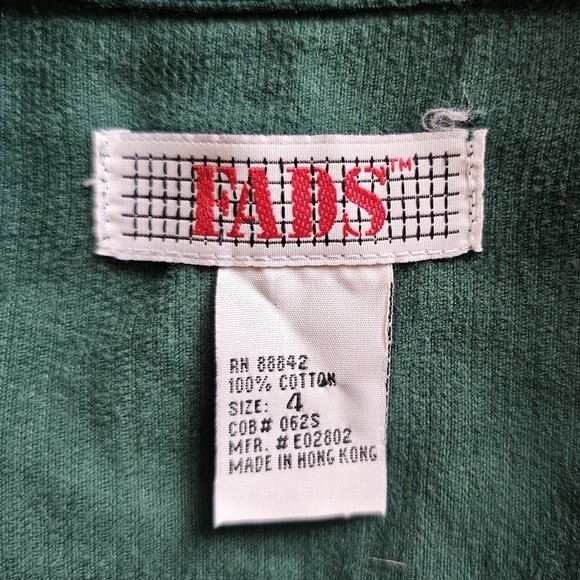 FADS™
RN 88842
100% COTTON
SIZE: 4
COB# 062S
MFR. # E02802
MADE IN HONG KONG